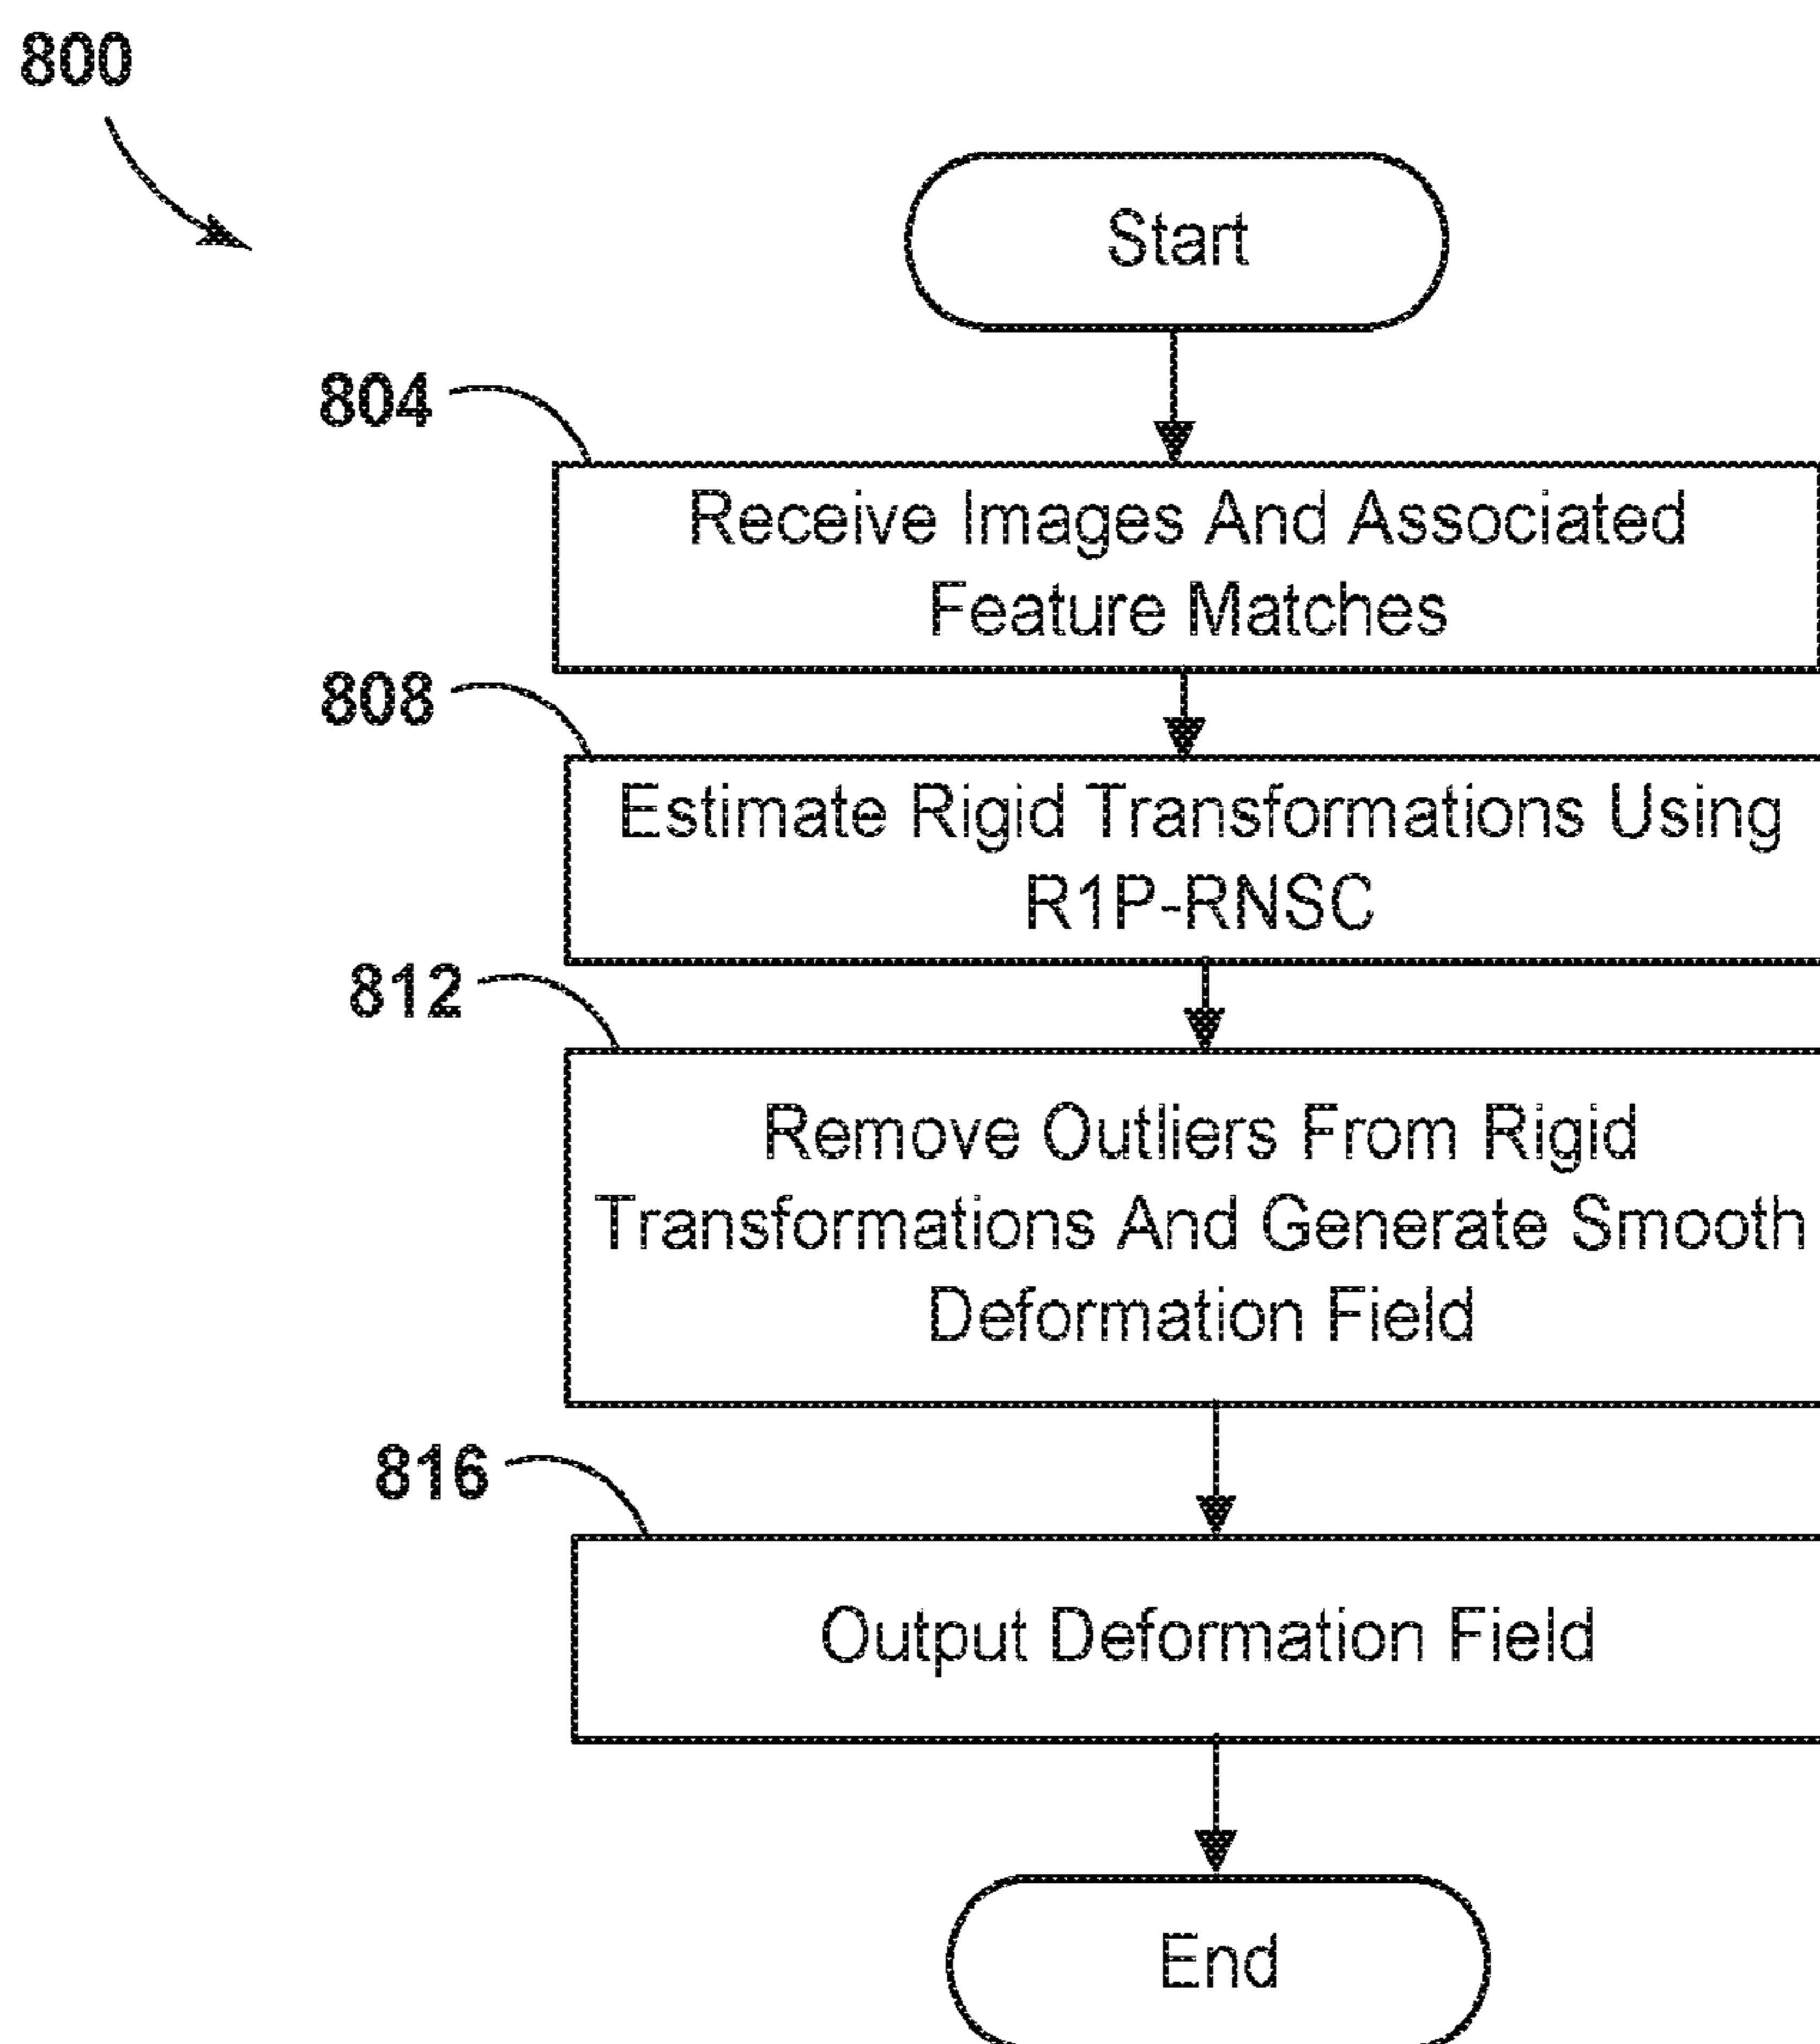 800
Start
804
Receive Images And Associated
Feature Matches
808
Estimate Rigid Transformations Using
R1P-RNSC
812
Remove Outliers From Rigid
Transformations And Generate Smooth
Deformation Field
816
Output Deformation Field
End